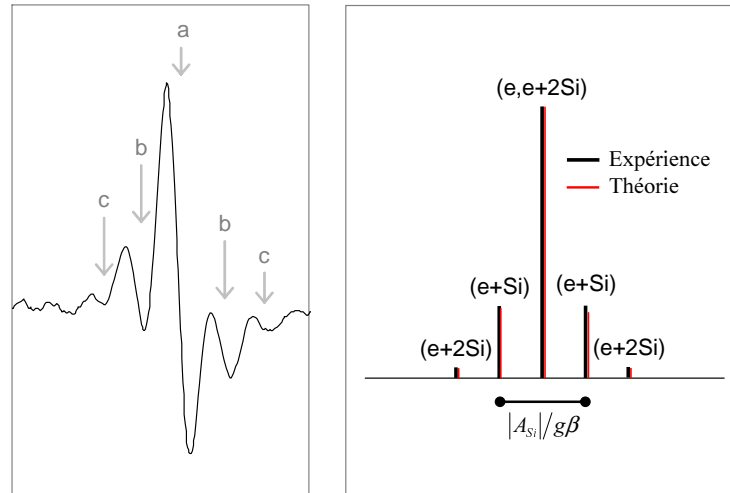 a
b
c
b
c
(e,e+2Si)
Expérience
Théorie
(e+Si) (e+Si)
(e+2Si) (e+2Si)
|A_Si|/gβ